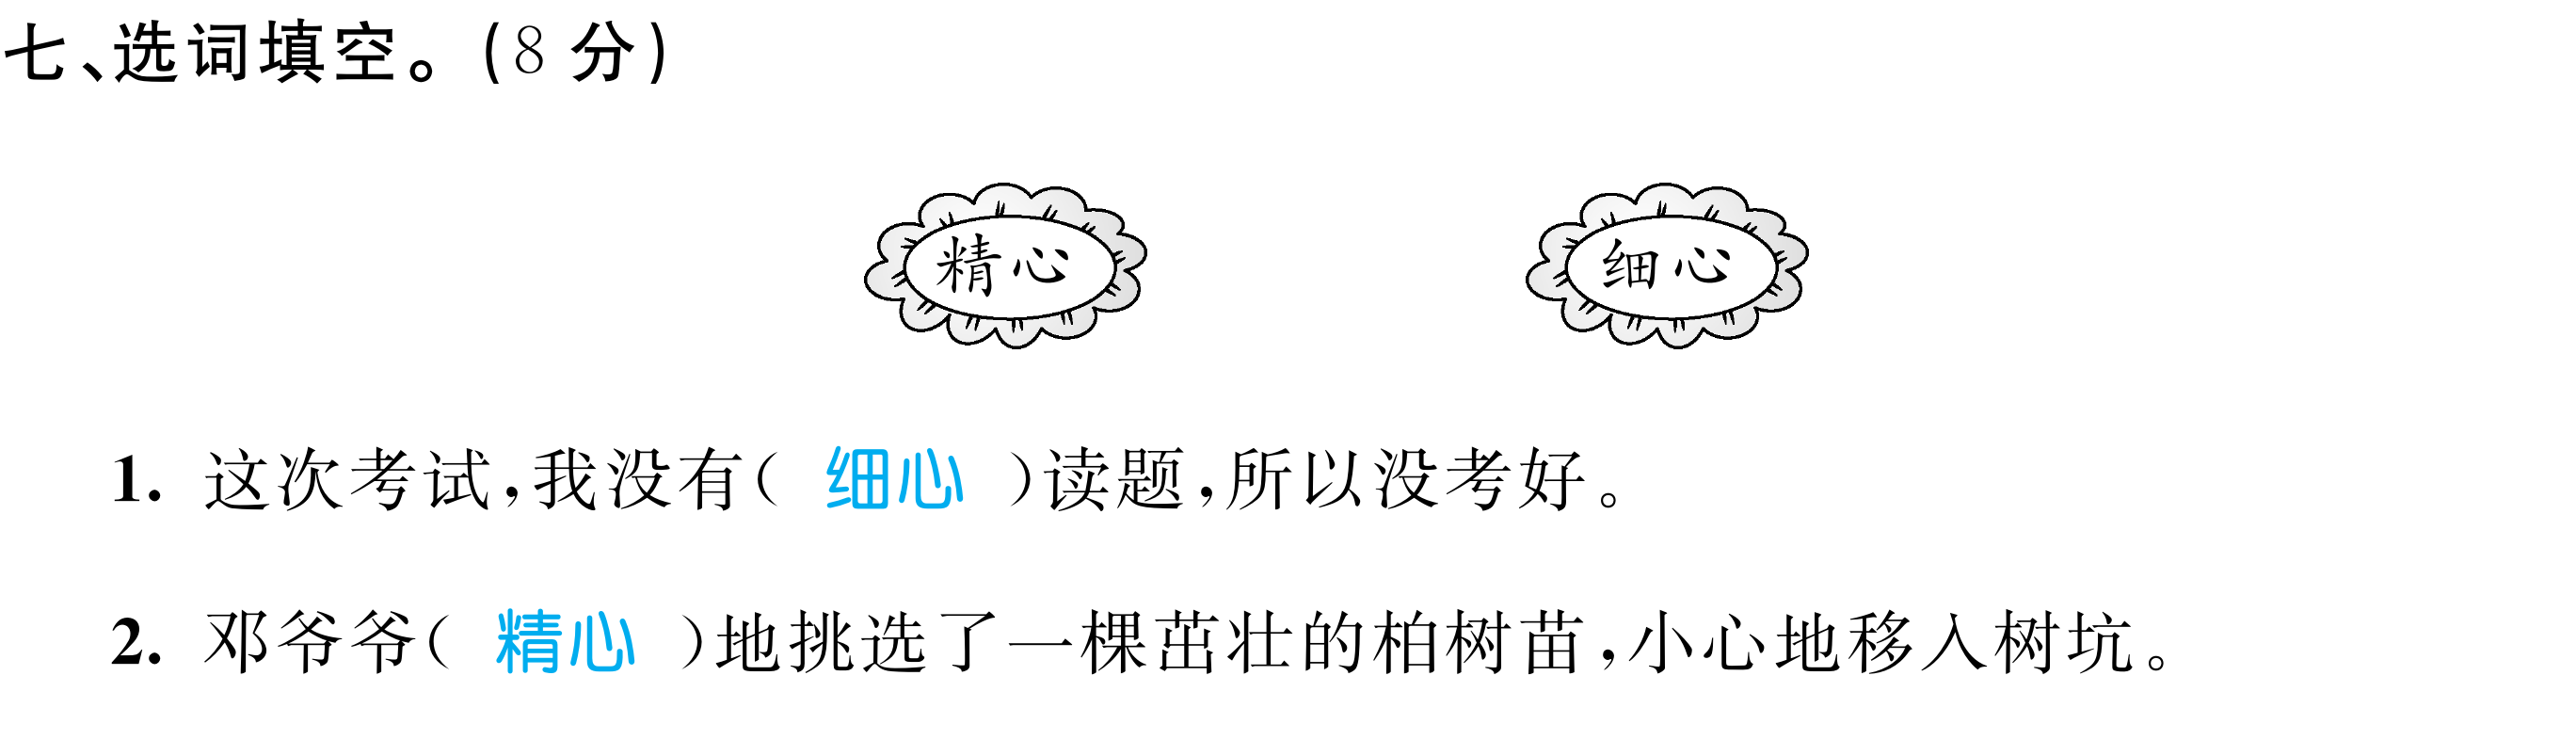 七、选词填空。(8 分)
精心 细心
1. 这次考试,我没有( 细心 )读题,所以没考好。
2. 邓爷爷( 精心 )地挑选了一棵茁壮的柏树苗,小心地移入树坑。